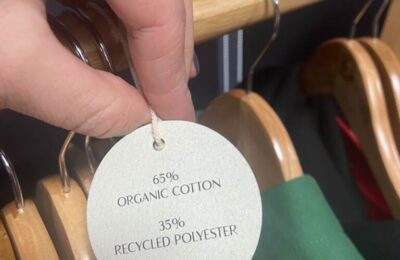 65%
ORGANIC COTTON
35%
RECYCLED POLYESTER